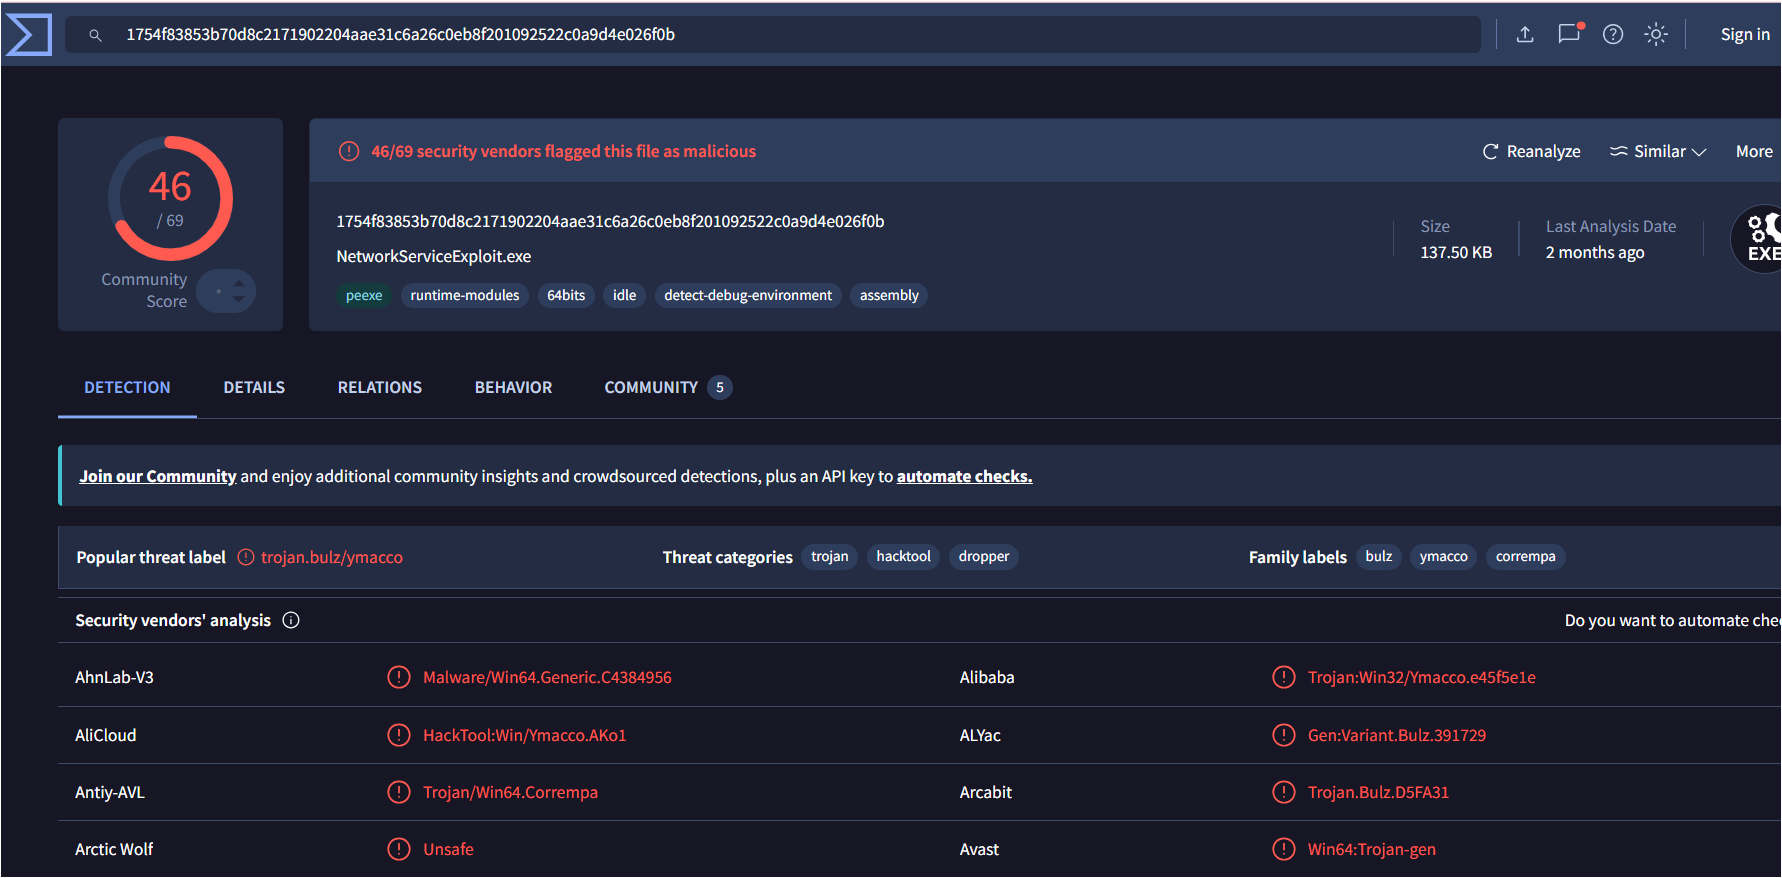 1754f83853b70d8c2171902204aae31c6a26c0eb8f201092522c0a9d4e026f0b
Sign in
46
/ 69
Community
Score
46/69 security vendors flagged this file as malicious
Reanalyze
Similar
More
1754f83853b70d8c2171902204aae31c6a26c0eb8f201092522c0a9d4e026f0b
NetworkServiceExploit.exe
peexe
runtime-modules
64bits
idle
detect-debug-environment
assembly
Size
137.50 KB
Last Analysis Date
2 months ago
EXE
DETECTION
DETAILS
RELATIONS
BEHAVIOR
COMMUNITY 5
Join our Community and enjoy additional community insights and crowdsourced detections, plus an API key to automate checks.
Popular threat label trojan.bulz/ymacco
Threat categories trojan hacktool dropper
Family labels bulz ymacco corrempa
Security vendors' analysis
Do you want to automate che
AhnLab-V3 Malware/Win64.Generic.C4384956
Alibaba Trojan:Win32/Ymacco.e45f5e1e
AliCloud HackTool:Win/Ymacco.AKo1
ALYac Gen:Variant.Bulz.391729
Antiy-AVL Trojan/Win64.Corrempa
Arcabit Trojan.Bulz.D5FA31
Arctic Wolf Unsafe
Avast Win64:Trojan-gen